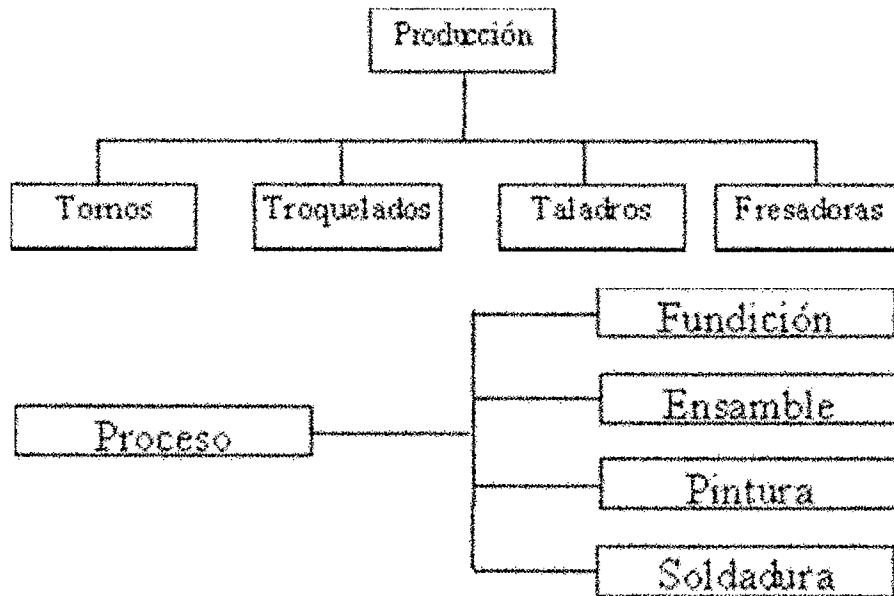 Producción
Tornos
Troquelados
Taladros
Fresadoras
Fundición
Ensamble
Proceso
Pintura
Soldadura